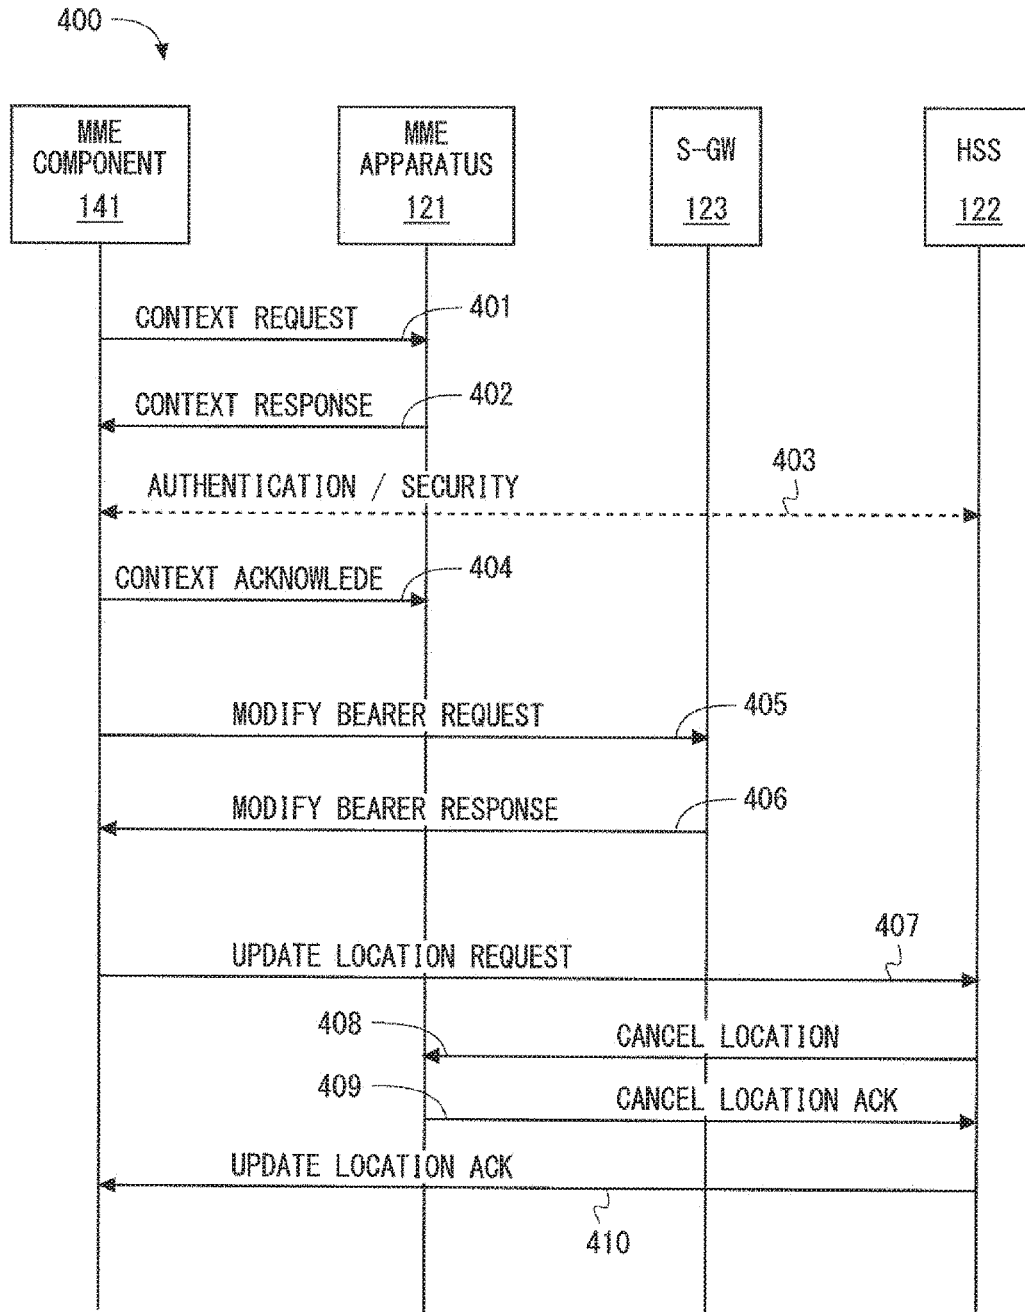 400
MME
COMPONENT
141
MME
APPARATUS
121
S-GW
123
HSS
122
CONTEXT REQUEST
401
CONTEXT RESPONSE
402
AUTHENTICATION / SECURITY
403
CONTEXT ACKNOWLEDE
404
MODIFY BEARER REQUEST
405
MODIFY BEARER RESPONSE
406
UPDATE LOCATION REQUEST
407
408
CANCEL LOCATION
409
CANCEL LOCATION ACK
UPDATE LOCATION ACK
410